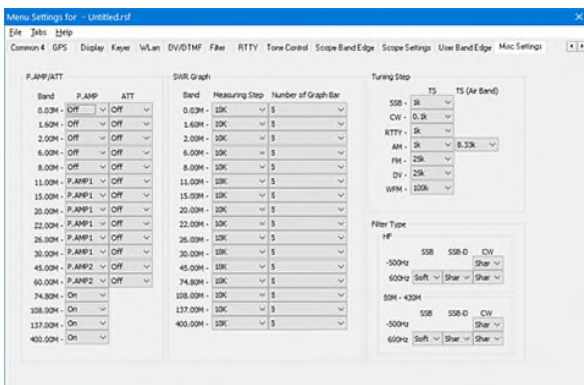 Menu Settings for - Untitled.rsf
File Tabs Help
Common 4 GPS Display Keyer WLan DV/DTMF Filter RTTY Tone Control Scope Band Edge Scope Settings User Band Edge Misc Settings
P.AMP/ATT
Band P.AMP ATT
0.03M - Off Off
1.60M - Off Off
2.00M - Off Off
6.00M - Off Off
8.00M - Off Off
11.00M - P.AMP1 Off
15.00M - P.AMP1 Off
20.00M - P.AMP1 Off
22.00M - P.AMP1 Off
26.00M - P.AMP1 Off
30.00M - P.AMP1 Off
45.00M - P.AMP2 Off
60.00M - P.AMP2 Off
74.80M - On
108.00M - On
137.00M - On
400.00M - On
SWR Graph
Band Measuring Step Number of Graph Bar
0.03M - 10K 5
1.60M - 10K 5
2.00M - 10K 5
6.00M - 10K 5
8.00M - 10K 5
11.00M - 10K 5
15.00M - 10K 5
20.00M - 10K 5
22.00M - 10K 5
26.00M - 10K 5
30.00M - 10K 5
45.00M - 10K 5
74.80M - 10K 5
108.00M - 10K 5
137.00M - 10K 5
400.00M - 10K 5
Tuning Step
TS TS (Air Band)
SSB - 1k
CW - 0.1k
RTTY - 1k
AM - 1k 8.33k
FM - 25k
DV - 25k
WFM - 100k
Filter Type
HF
SSB SSB-D CW
-500Hz Shar
600Hz Soft Shar Shar
50M - 430M
SSB SSB-D CW
-500Hz Shar
600Hz Soft Shar Shar